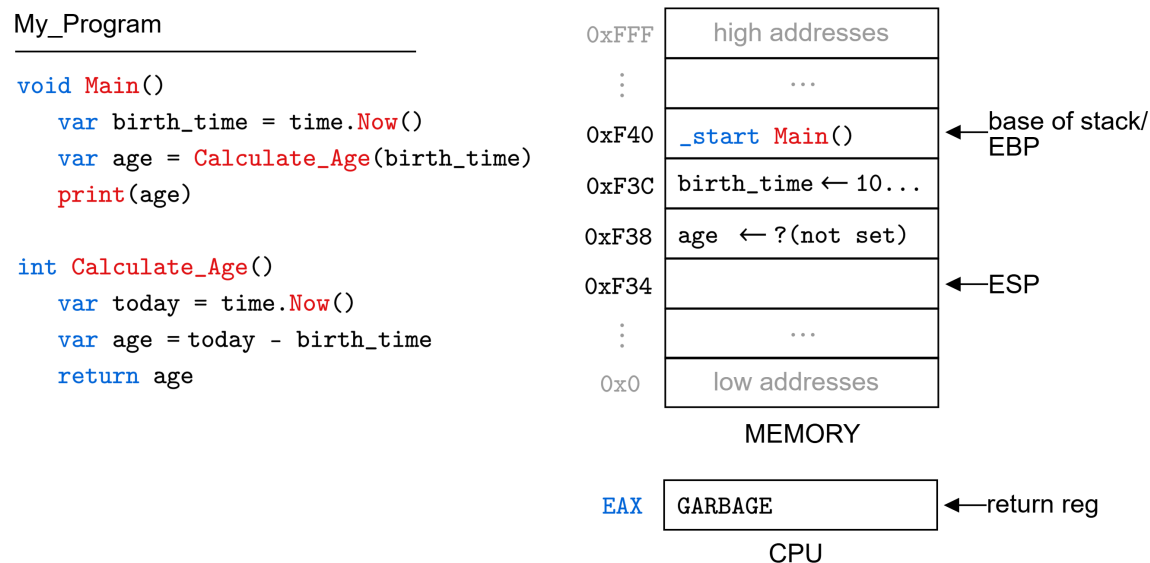 My_Program
void Main()
var birth_time = time.Now()
var age = Calculate_Age(birth_time)
print(age)
int Calculate_Age()
var today = time.Now()
var age = today - birth_time
return age
0xFFF high addresses
⋮ ...
0xF40 _start Main() ← base of stack/
EBP
0xF3C birth_time ← 10...
0xF38 age ← ?(not set)
0xF34 ← ESP
⋮ ...
0x0 low addresses
MEMORY
EAX GARBAGE ← return reg
CPU